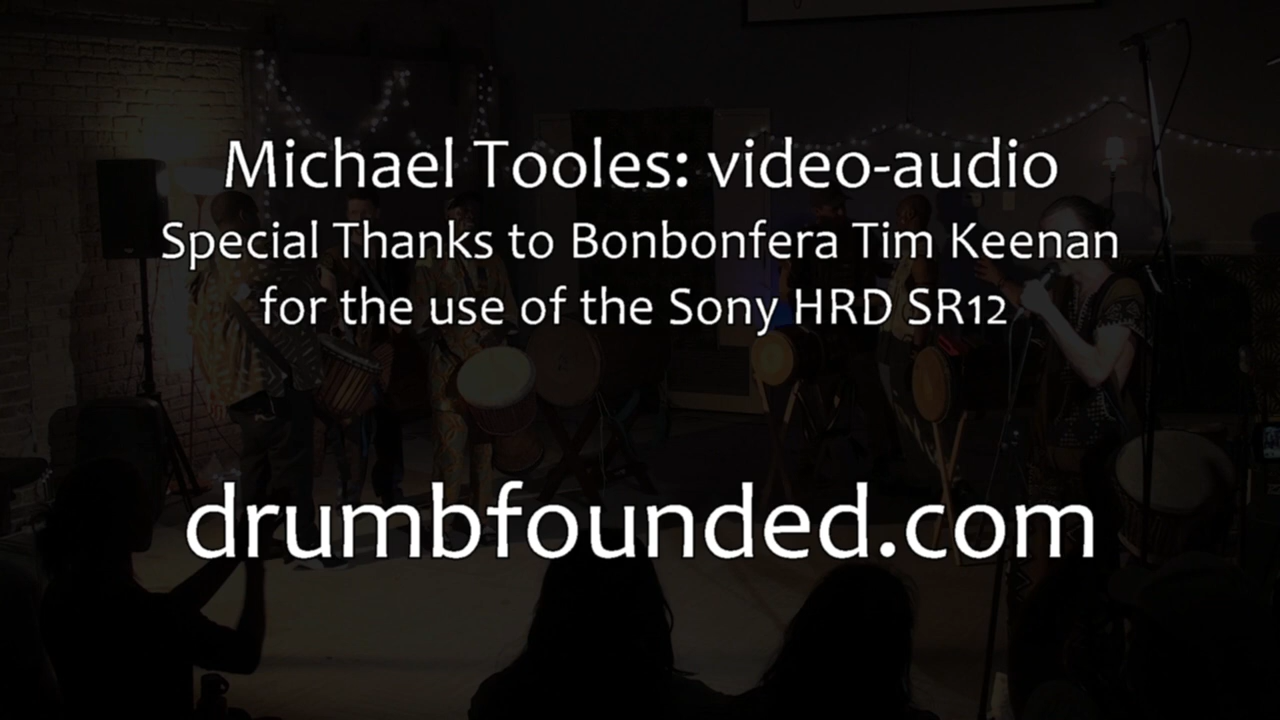 Michael Tooles: video-audio
Special Thanks to Bonbonfera Tim Keenan
for the use of the Sony HRD SR12
drumbfounded.com